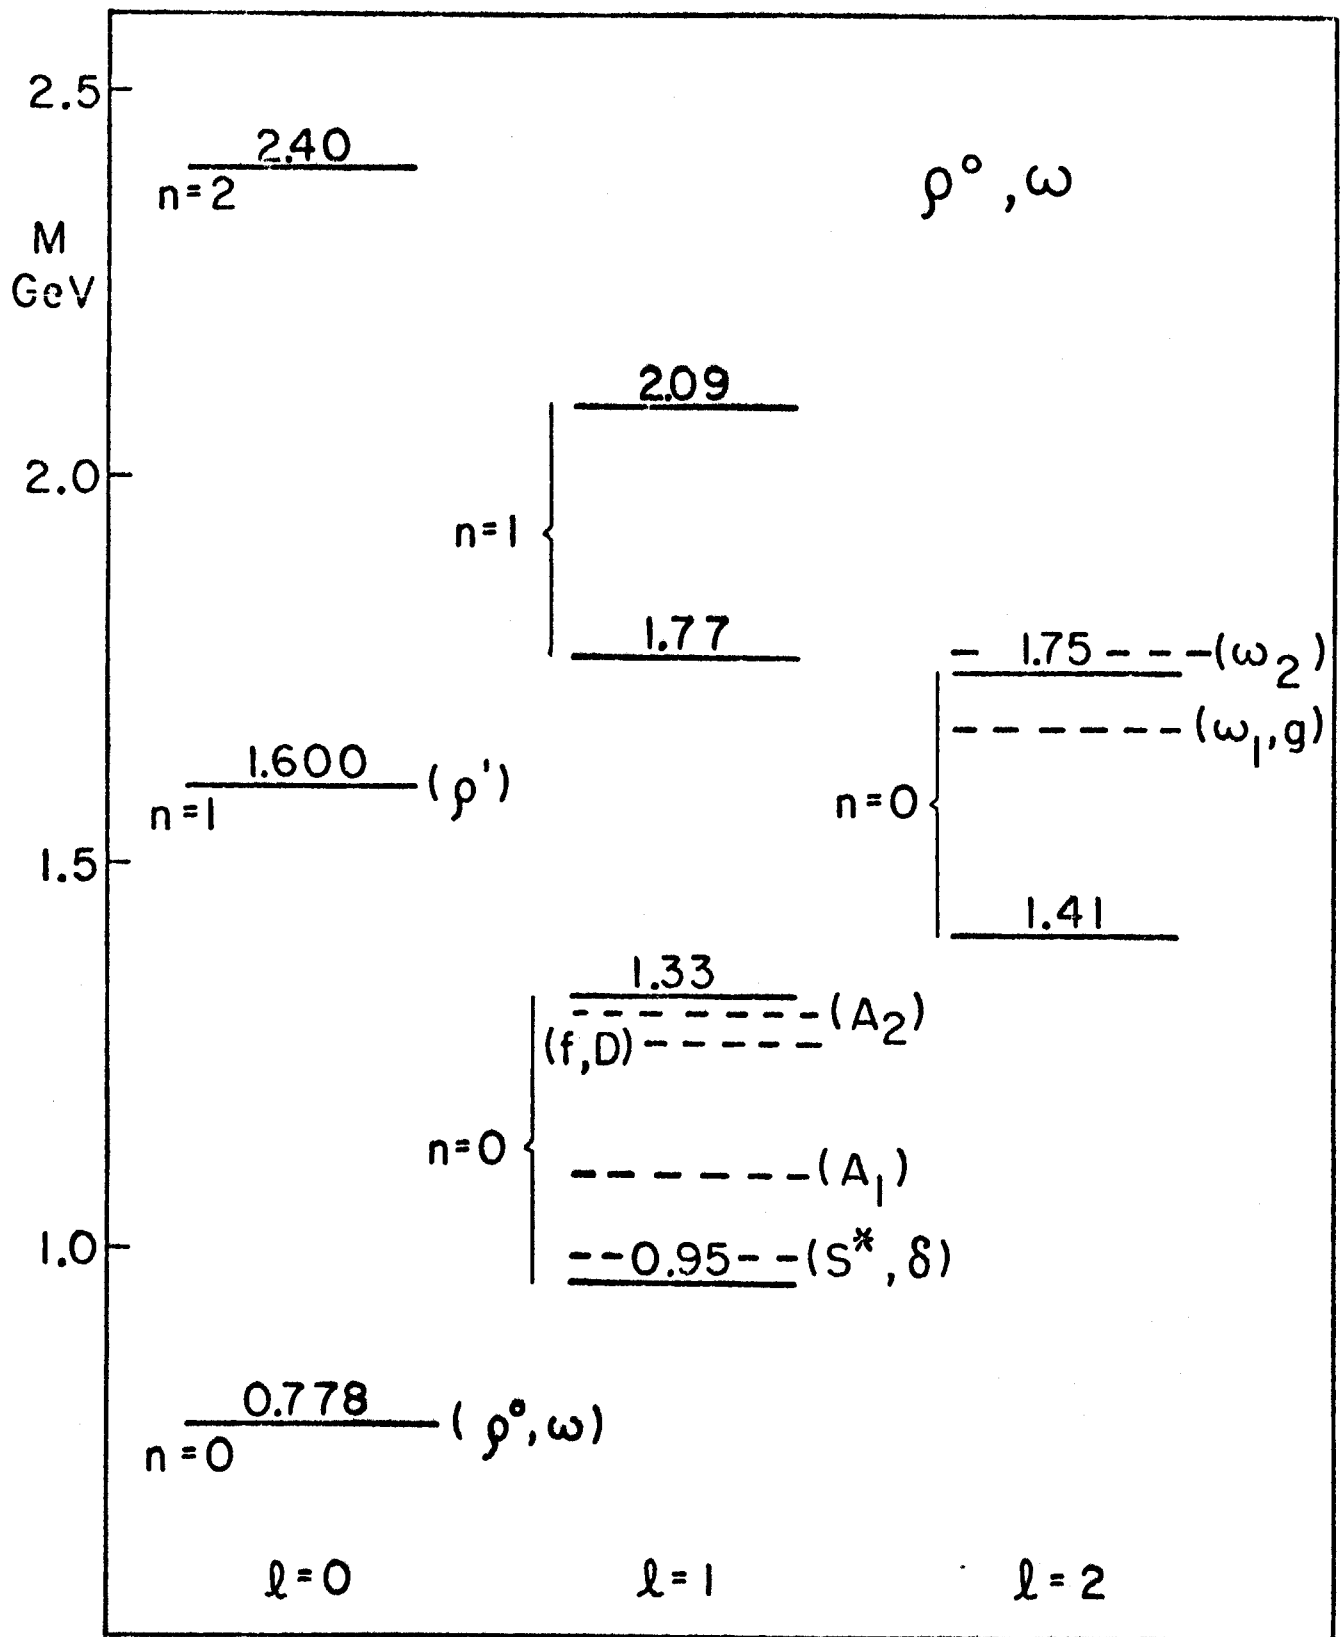 2.5
2.40
n=2
ρ° , ω
M
GeV
2.09
2.0
n=1
1.77
1.75 (ω2)
(ω1, g)
1.600 (ρ')
n=1
n=0
1.5
1.41
1.33
(A2)
(f, D)
n=0
(A1)
1.0
0.95 (S*, δ)
0.778 (ρ°, ω)
n=0
ℓ=0 ℓ=1 ℓ=2